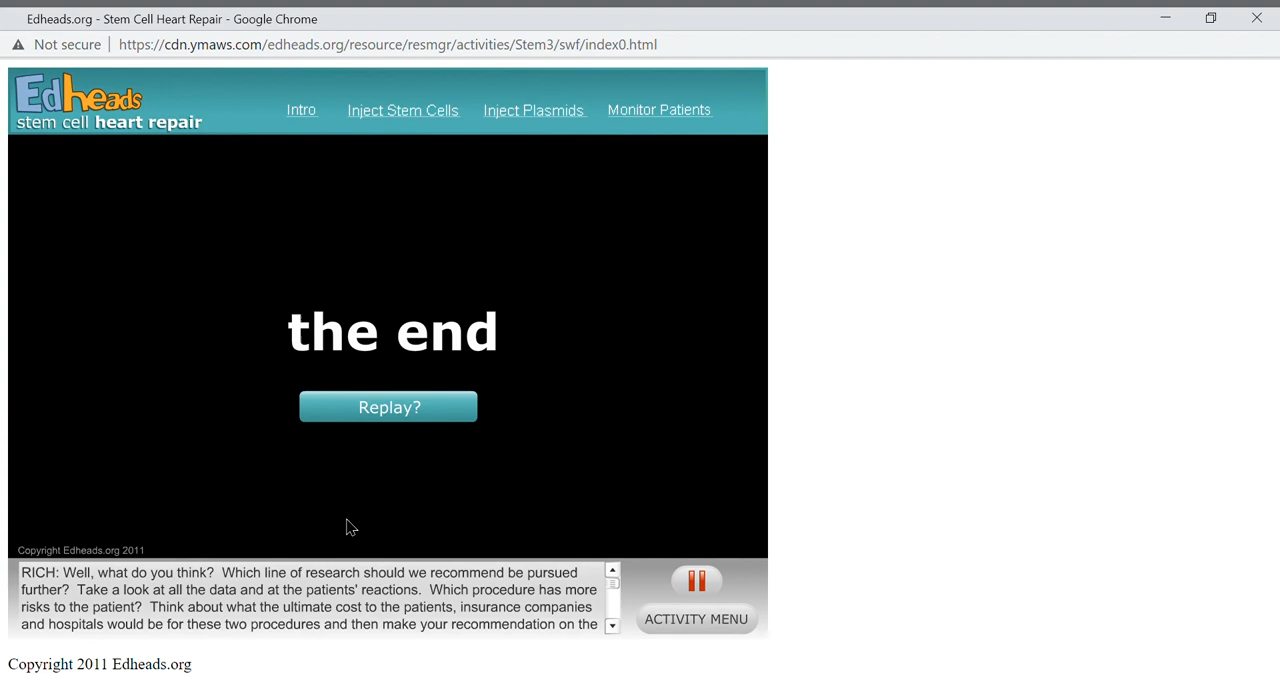 Edheads.org - Stem Cell Heart Repair - Google Chrome
Not secure | https://cdn.ymaws.com/edheads.org/resource/resmgr/activities/Stem3/swf/index0.html
Edheads
stem cell heart repair
Intro Inject Stem Cells Inject Plasmids Monitor Patients
the end
Replay?
Copyright Edheads.org 2011
RICH: Well, what do you think? Which line of research should we recommend be pursued
further? Take a look at all the data and at the patients' reactions. Which procedure has more
risks to the patient? Think about what the ultimate cost to the patients, insurance companies
and hospitals would be for these two procedures and then make your recommendation on the
ACTIVITY MENU
Copyright 2011 Edheads.org